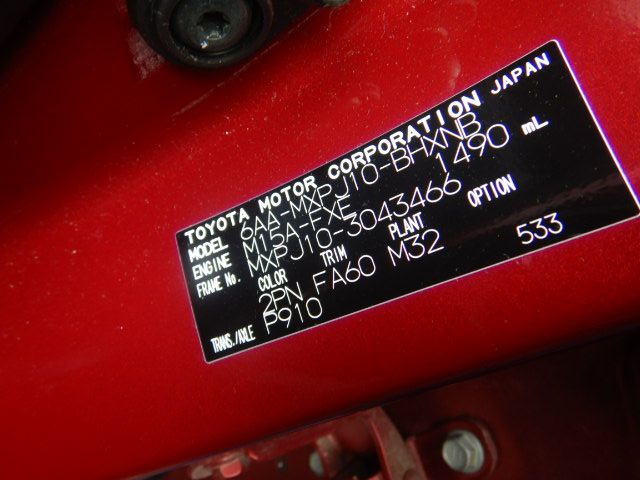 TOYOTA MOTOR CORPORATION JAPAN
MODEL 6AA-MXPJ10-BHXNB
ENGINE M15A-FXE 1490 mL
FRAME No. MXPJ10-3043466
COLOR TRIM PLANT OPTION
2PN FA60 M32 533
TRANS./AXLE P910